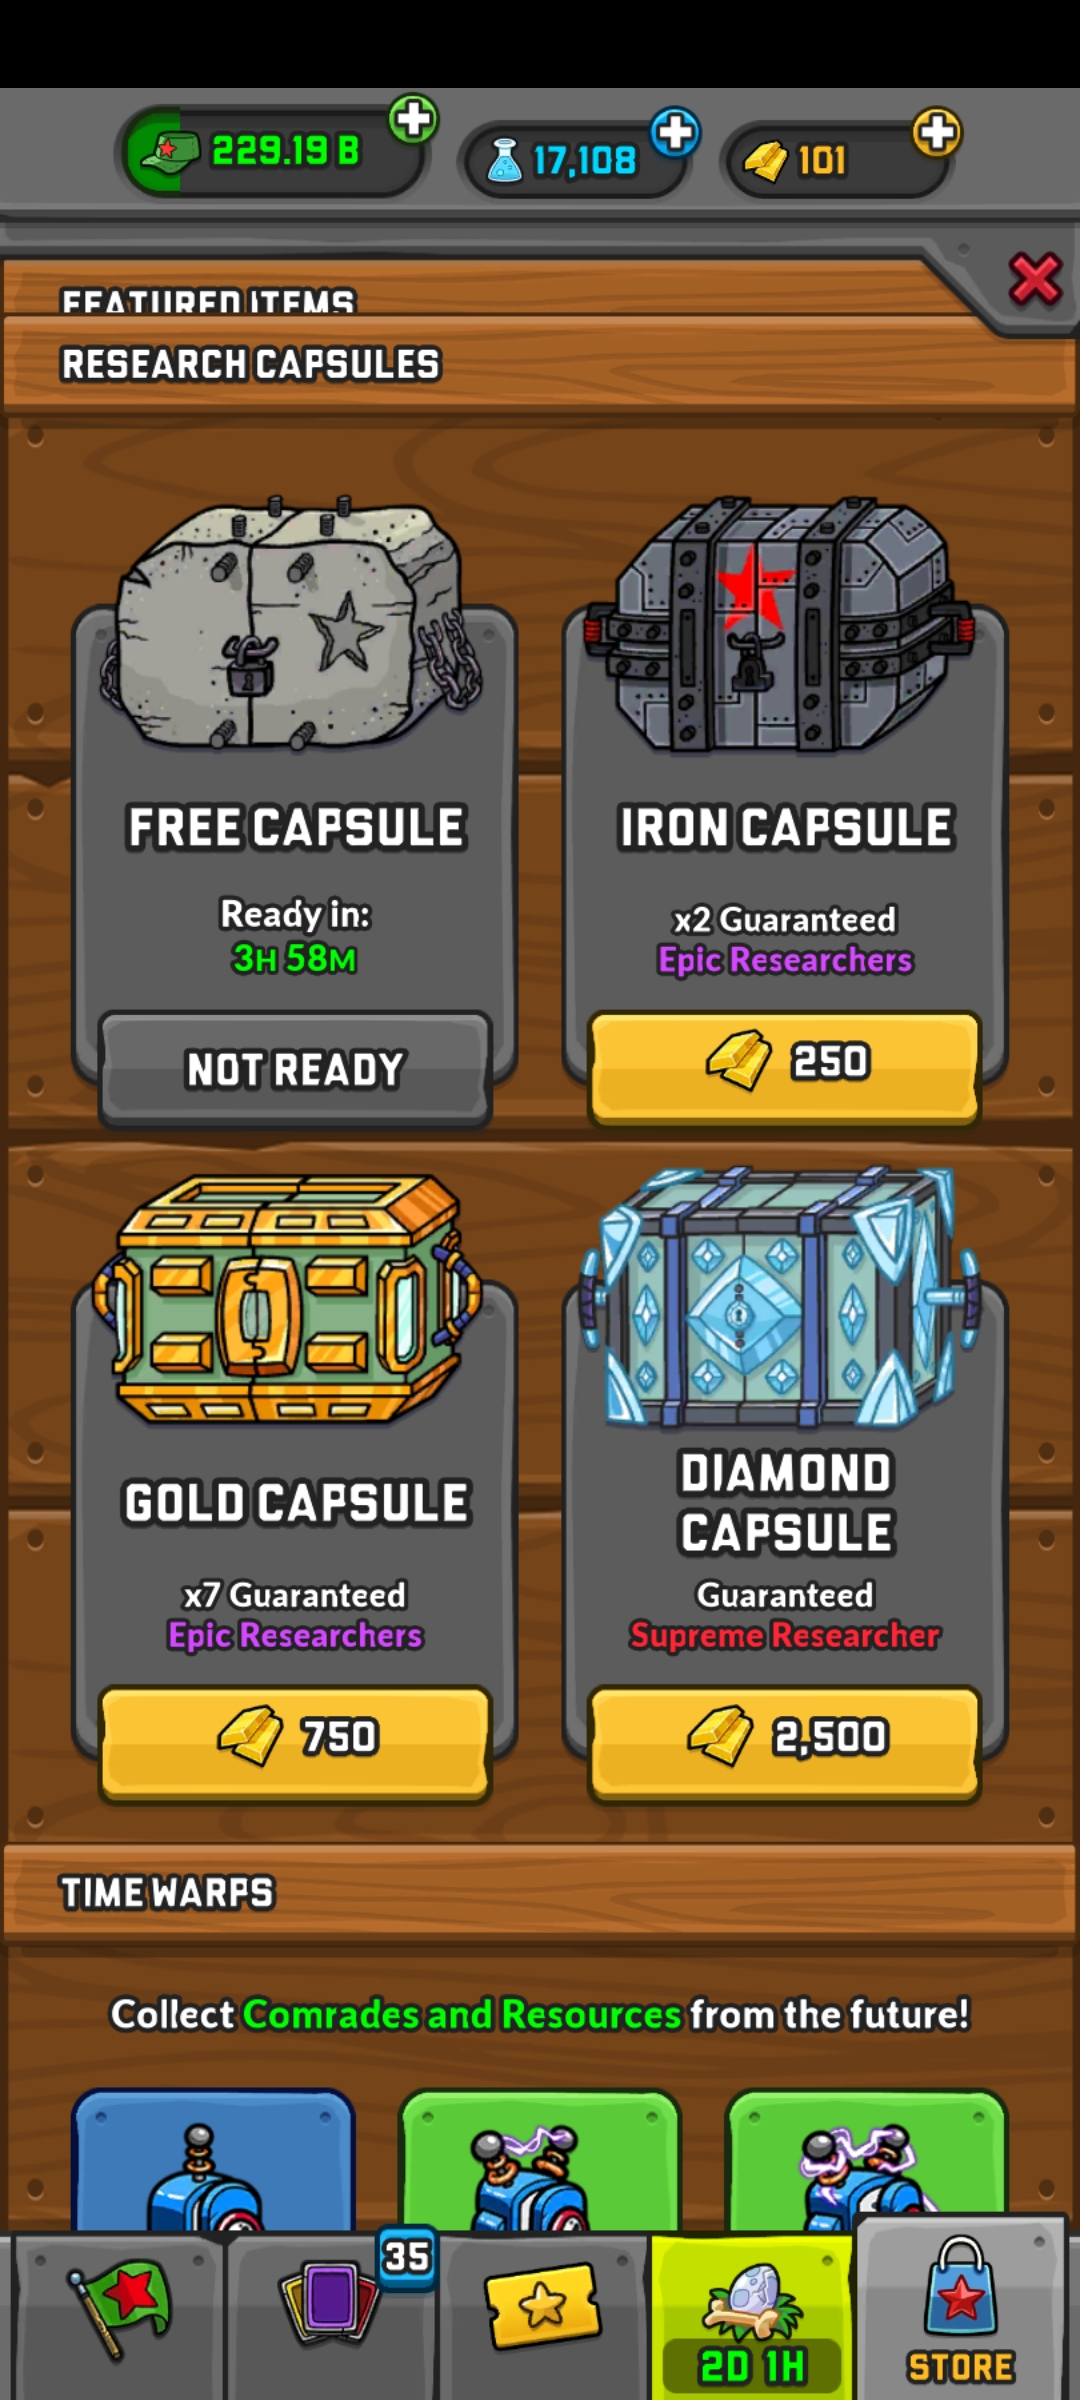 229.19 B
17,108
101
FEATURED ITEMS
RESEARCH CAPSULES
FREE CAPSULE
Ready in:
3H 58M
NOT READY
IRON CAPSULE
x2 Guaranteed
Epic Researchers
250
GOLD CAPSULE
x7 Guaranteed
Epic Researchers
750
DIAMOND
CAPSULE
Guaranteed
Supreme Researcher
2,500
TIME WARPS
Collect Comrades and Resources from the future!
35
2D 1H
STORE